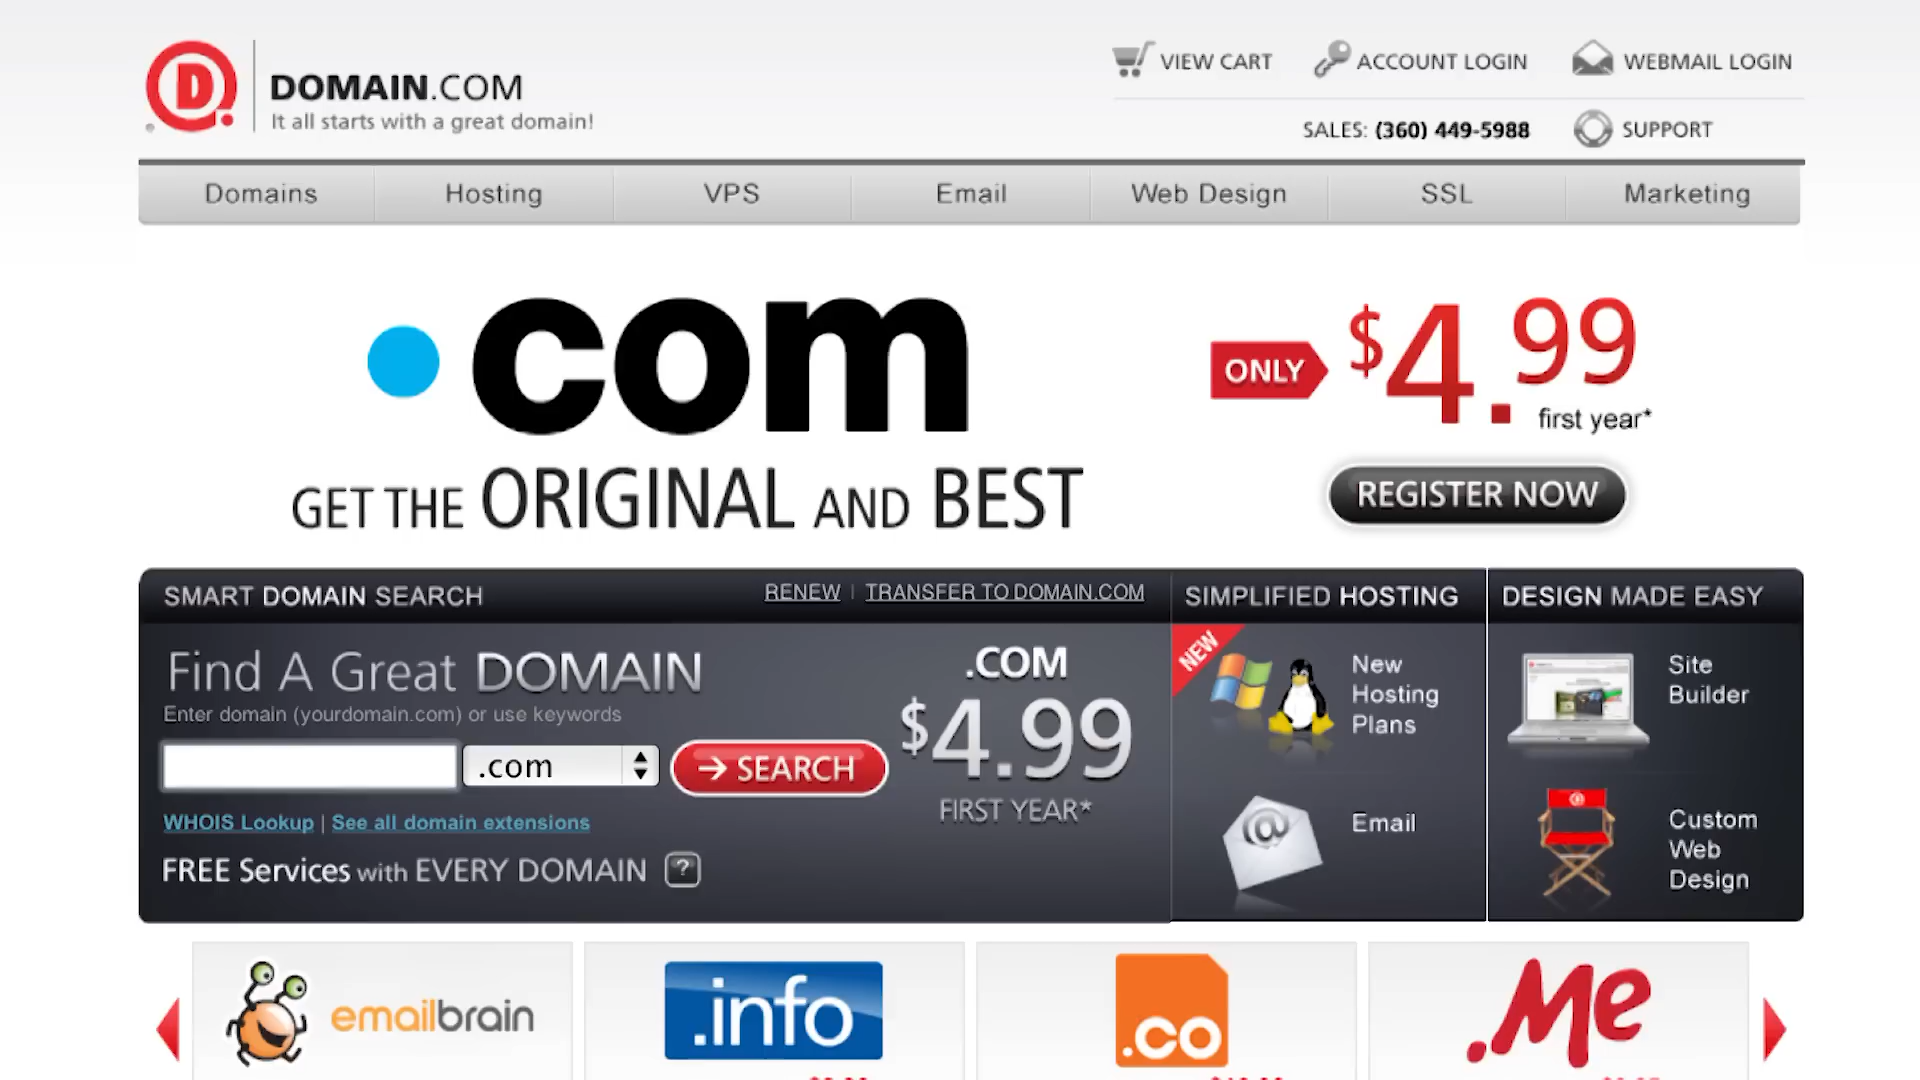 DOMAIN.COM
It all starts with a great domain!
VIEW CART
ACCOUNT LOGIN
WEBMAIL LOGIN
SALES: (360) 449-5988
SUPPORT
Domains
Hosting
VPS
Email
Web Design
SSL
Marketing
.com
GET THE ORIGINAL AND BEST
ONLY
$4.99
first year*
REGISTER NOW
SMART DOMAIN SEARCH
RENEW | TRANSFER TO DOMAIN.COM
Find A Great DOMAIN
Enter domain (yourdomain.com) or use keywords
.com
SEARCH
WHOIS Lookup | See all domain extensions
FREE Services with EVERY DOMAIN ?
.COM
$4.99
FIRST YEAR*
SIMPLIFIED HOSTING
NEW
New
Hosting
Plans
@
Email
DESIGN MADE EASY
Site
Builder
Custom
Web
Design
emailbrain
.info
.co
.Me